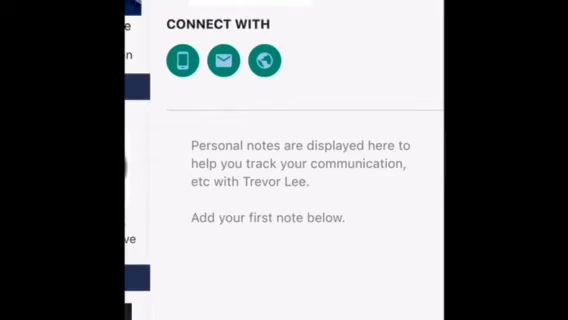 CONNECT WITH
Personal notes are displayed here to
help you track your communication,
etc with Trevor Lee.
Add your first note below.